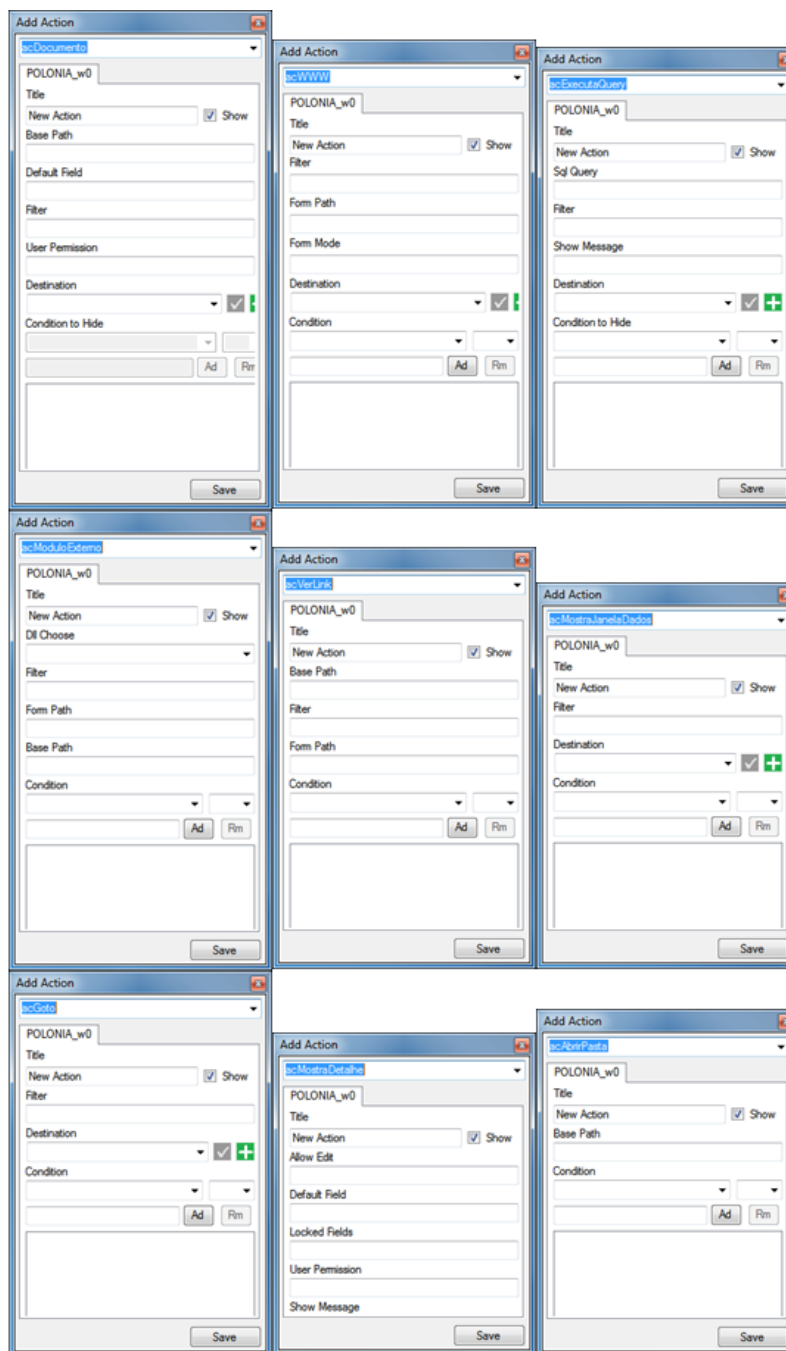 Add Action
acDocumento
POLONIA_w0
Title
New Action Show
Base Path
Default Field
Filter
User Permission
Destination
Condition to Hide
Ad Rm
Save
Add Action
acWWW
POLONIA_w0
Title
New Action Show
Filter
Form Path
Form Mode
Destination
Condition
Ad Rm
Save
Add Action
acExecutaQuery
POLONIA_w0
Title
New Action Show
Sql Query
Filter
Show Message
Destination
Condition to Hide
Ad Rm
Save
Add Action
acModuloExterno
POLONIA_w0
Title
New Action Show
Dll Choose
Filter
Form Path
Base Path
Condition
Ad Rm
Save
Add Action
acVerLink
POLONIA_w0
Title
New Action Show
Base Path
Filter
Form Path
Condition
Ad Rm
Save
Add Action
acMostraJanelaDados
POLONIA_w0
Title
New Action Show
Filter
Destination
Condition
Ad Rm
Save
Add Action
acGoto
POLONIA_w0
Title
New Action Show
Filter
Destination
Condition
Ad Rm
Save
Add Action
acMostraDetalhe
POLONIA_w0
Title
New Action Show
Allow Edit
Default Field
Locked Fields
User Permission
Show Message
Save
Add Action
acAbrirPasta
POLONIA_w0
Title
New Action Show
Base Path
Condition
Ad Rm
Save